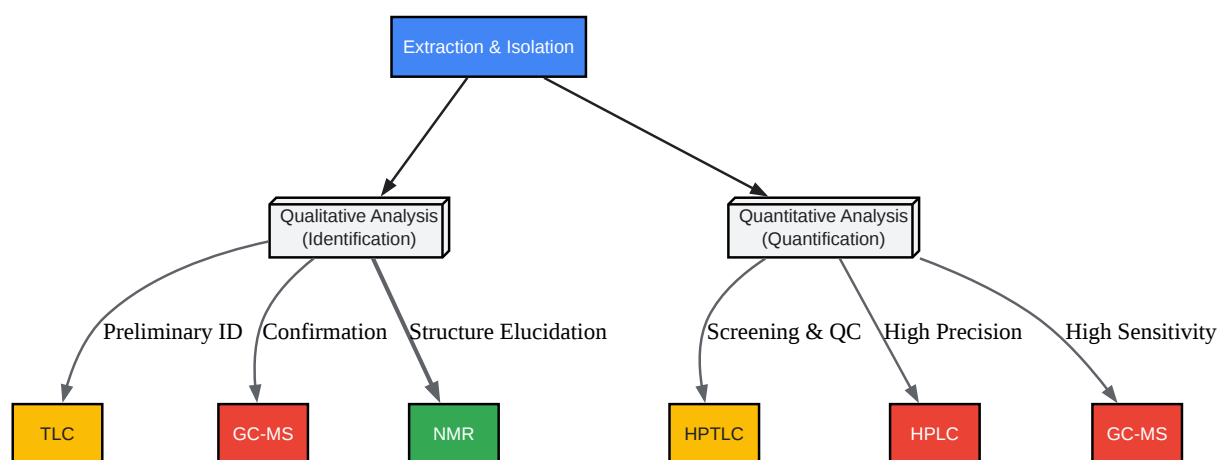 Extraction & Isolation
Qualitative Analysis
(Identification)
Quantitative Analysis
(Quantification)
Preliminary ID
Confirmation
Structure Elucidation
Screening & QC
High Precision
High Sensitivity
TLC
GC-MS
NMR
HPTLC
HPLC
GC-MS